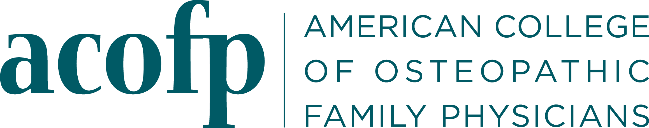 acofp
AMERICAN COLLEGE
OF OSTEOPATHIC
FAMILY PHYSICIANS